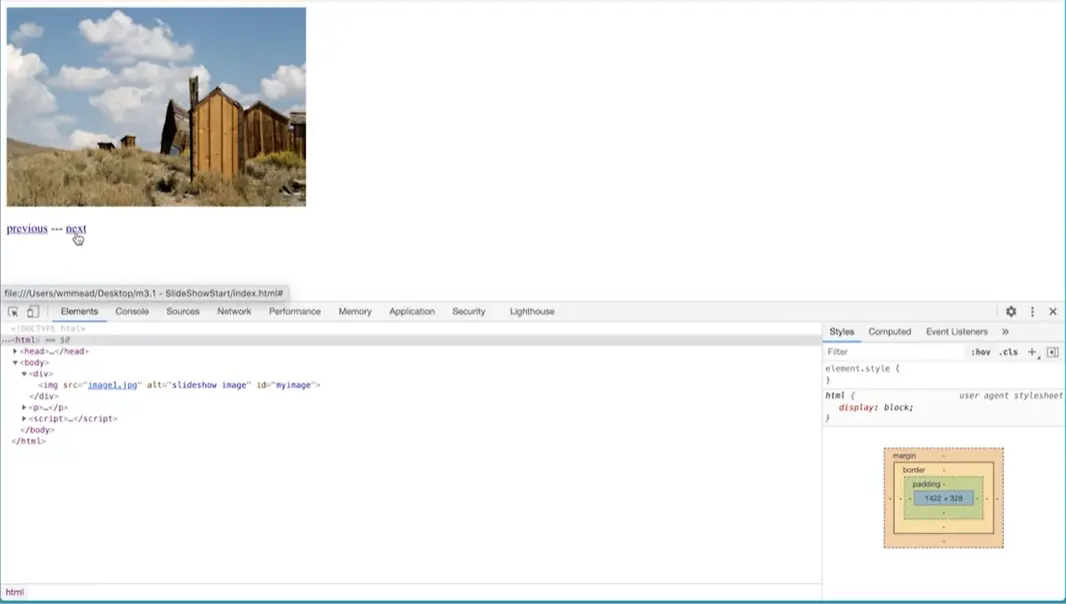 previous --- next
file:///Users/wmmead/Desktop/m3.1 - SlideShowStart/index.html#
Elements Console Sources Network Performance Memory Application Security Lighthouse
<!DOCTYPE html>
...<html> == $0
<head>…</head>
<body>
<div>
<img src="image1.jpg" alt="slideshow image" id="myimage">
</div>
<p>…</p>
<script>…</script>
</body>
</html>
html
Styles Computed Event Listeners »
Filter :hov .cls +
element.style {
}
html { user agent stylesheet
display: block;
}
margin -
border -
padding -
- - - 1422 × 328 - - -
-
-
-